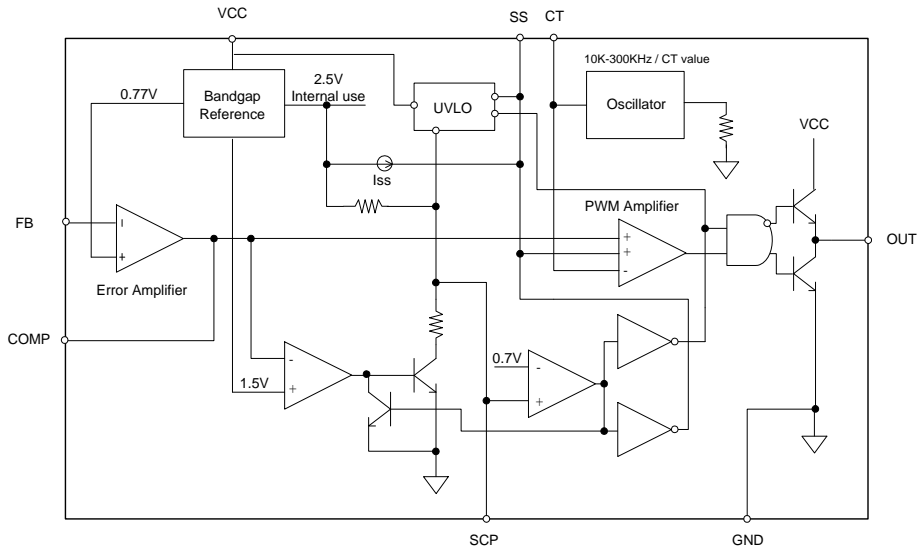 VCC
SS
CT
10K-300KHz / CT value
0.77V
Bandgap
Reference
2.5V
Internal use
UVLO
Oscillator
VCC
Iss
FB
-
+
Error Amplifier
PWM Amplifier
+
+
-
OUT
COMP
-
+
1.5V
0.7V
-
+
SCP
GND